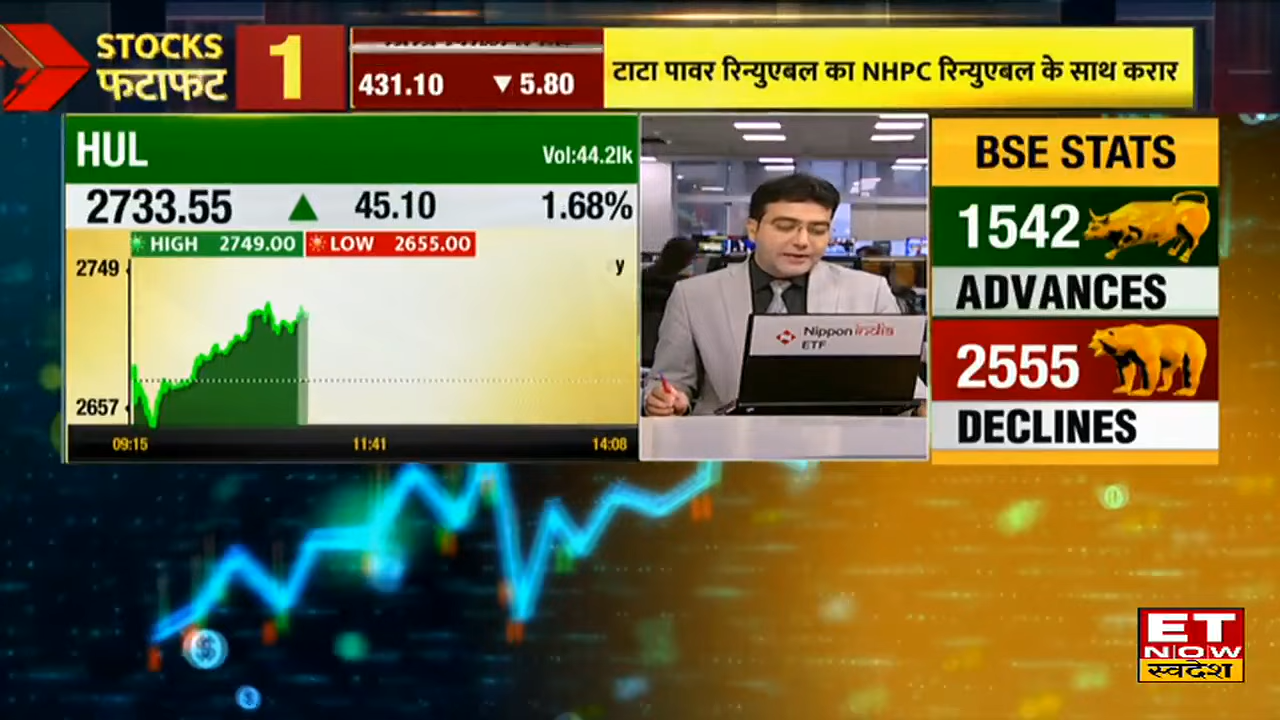 STOCKS
फटाफट
1
431.10 ▼5.80
टाटा पावर रिन्युएबल का NHPC रिन्युएबल के साथ करार
HUL
Vol:44.2lk
2733.55 ▲ 45.10 1.68%
HIGH 2749.00 LOW 2655.00
2749
y
2657
09:15 11:41 14:08
Nippon india
ETF
BSE STATS
1542
ADVANCES
2555
DECLINES
ET
NOW
स्वदेश